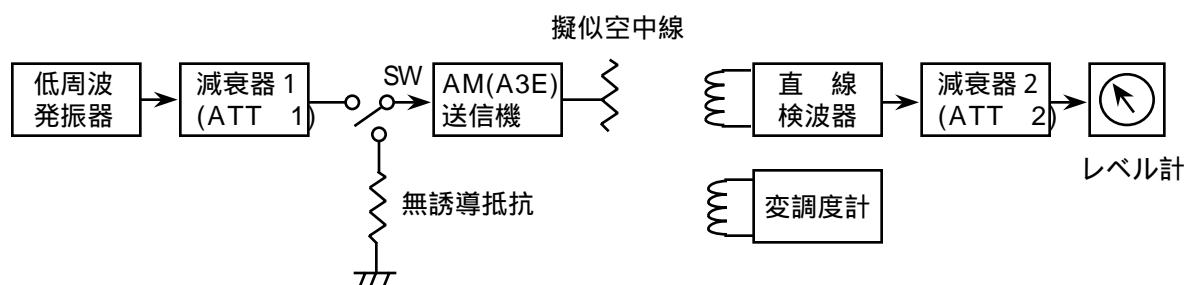 擬似空中線
低周波
発振器
減衰器 1
(ATT 1)
SW
AM(A3E)
送信機
直 線
検波器
減衰器 2
(ATT 2)
レベル計
無誘導抵抗
変調度計